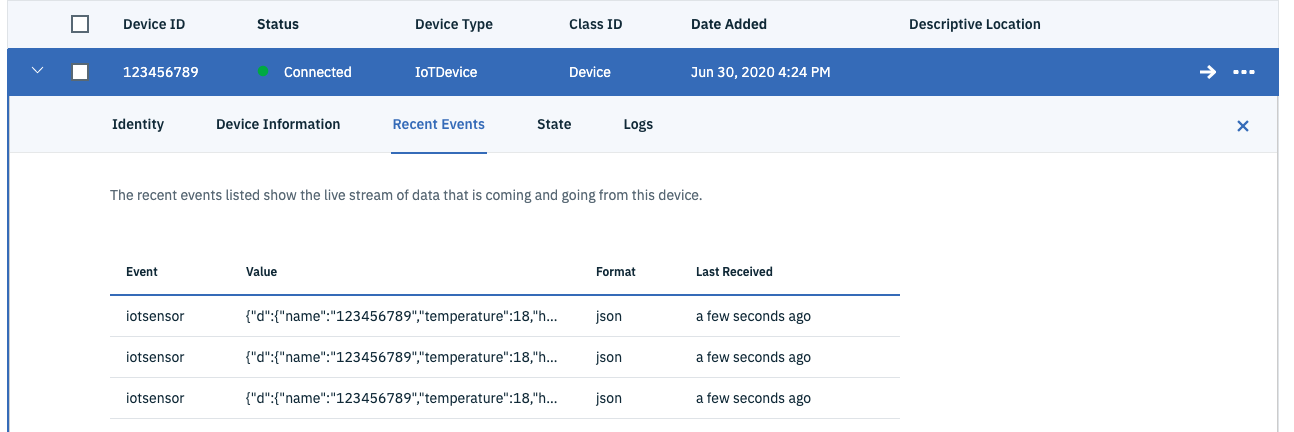 Device ID Status Device Type Class ID Date Added Descriptive Location
123456789 Connected IoTDevice Device Jun 30, 2020 4:24 PM
Identity Device Information Recent Events State Logs
The recent events listed show the live stream of data that is coming and going from this device.
Event Value Format Last Received
iotsensor {"d":{"name":"123456789","temperature":18,"h... json a few seconds ago
iotsensor {"d":{"name":"123456789","temperature":18,"h... json a few seconds ago
iotsensor {"d":{"name":"123456789","temperature":18,"h... json a few seconds ago